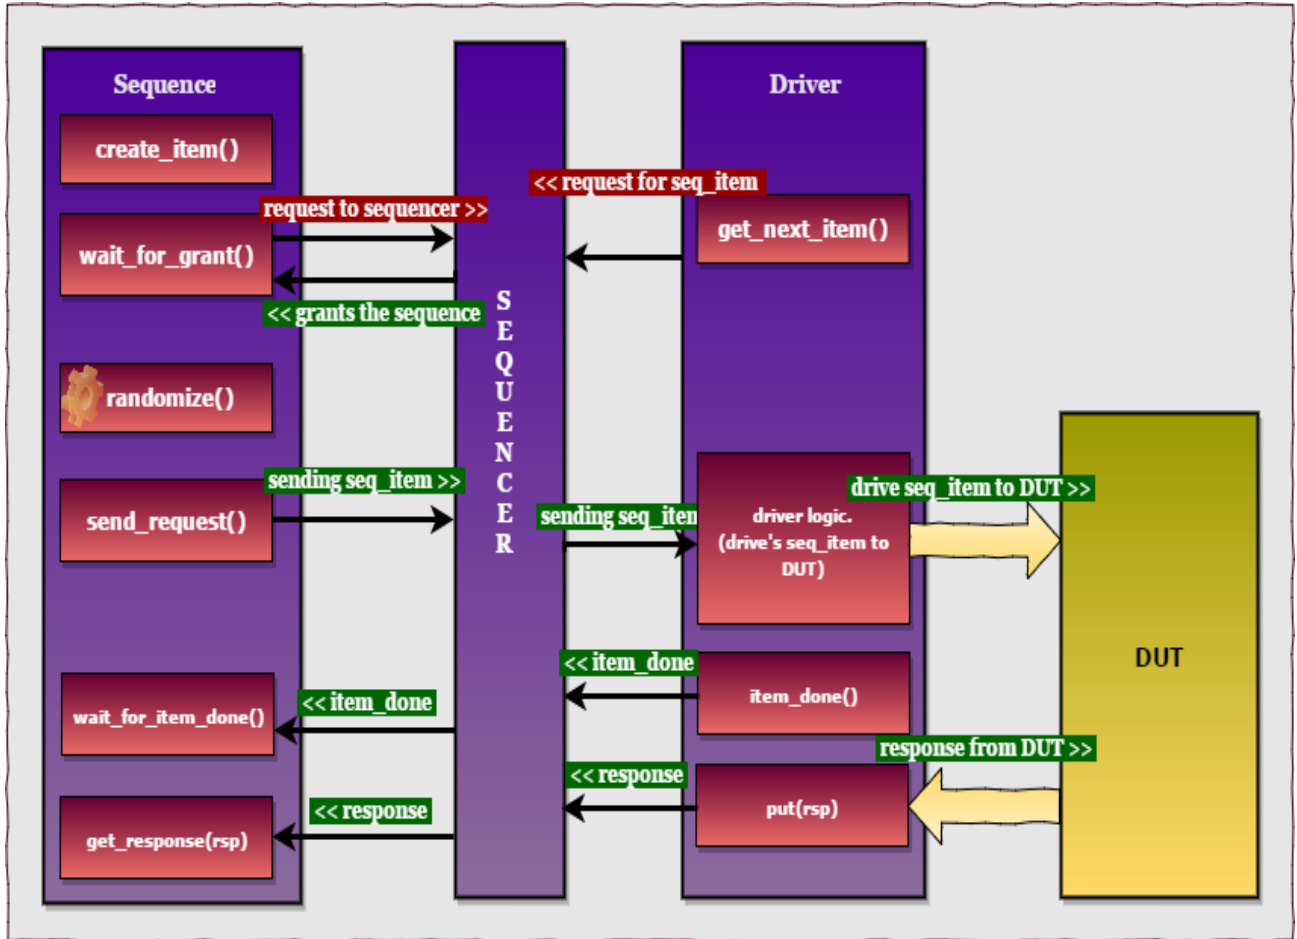 Sequence
create_item()
request to sequencer >>
wait_for_grant()
<< grants the sequence
randomize()
sending seq_item >>
send_request()
<< item_done
wait_for_item_done()
<< response
get_response(rsp)
S
E
Q
U
E
N
C
E
R
Driver
<< request for seq_item
get_next_item()
sending seq_item
driver logic.
(drive's seq_item to
DUT)
drive seq_item to DUT >>
<< item_done
item_done()
response from DUT >>
<< response
put(rsp)
DUT